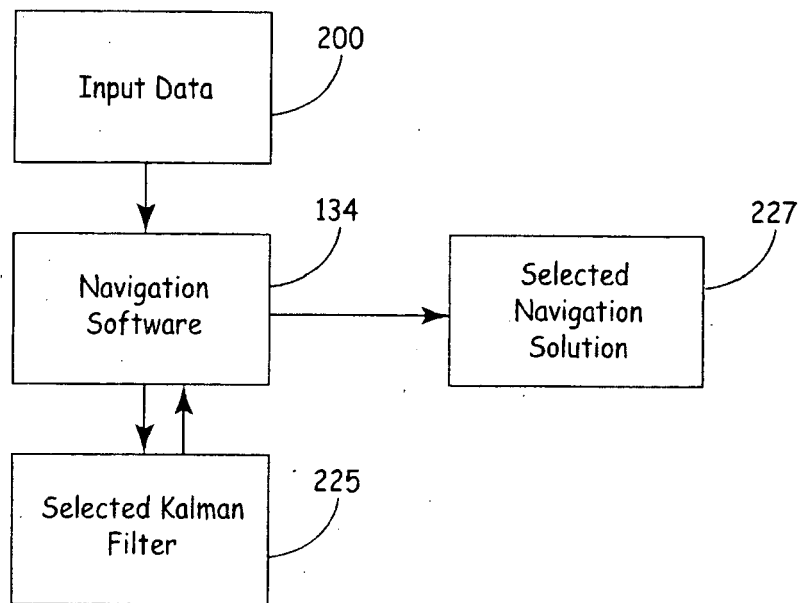 200
Input Data
134
227
Navigation
Software
Selected
Navigation
Solution
225
Selected Kalman
Filter